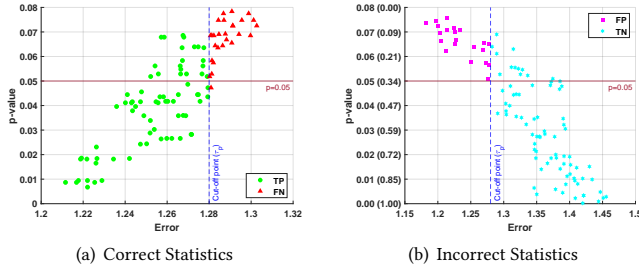 0.08
0.07
0.06
0.05
0.04
0.03
0.02
0.01
0
p-value
1.2 1.22 1.24 1.26 1.28 1.3 1.32
Error
p=0.05
Cut-off point (τp)
TP
FN
(a) Correct Statistics
0.08 (0.00)
0.07 (0.09)
0.06 (0.21)
0.05 (0.34)
0.04 (0.47)
0.03 (0.59)
0.02 (0.72)
0.01 (0.85)
0.00 (1.00)
p-value
1.15 1.2 1.25 1.3 1.35 1.4 1.45 1.5
Error
p=0.05
Cut-off point (τp)
FP
TN
(b) Incorrect Statistics